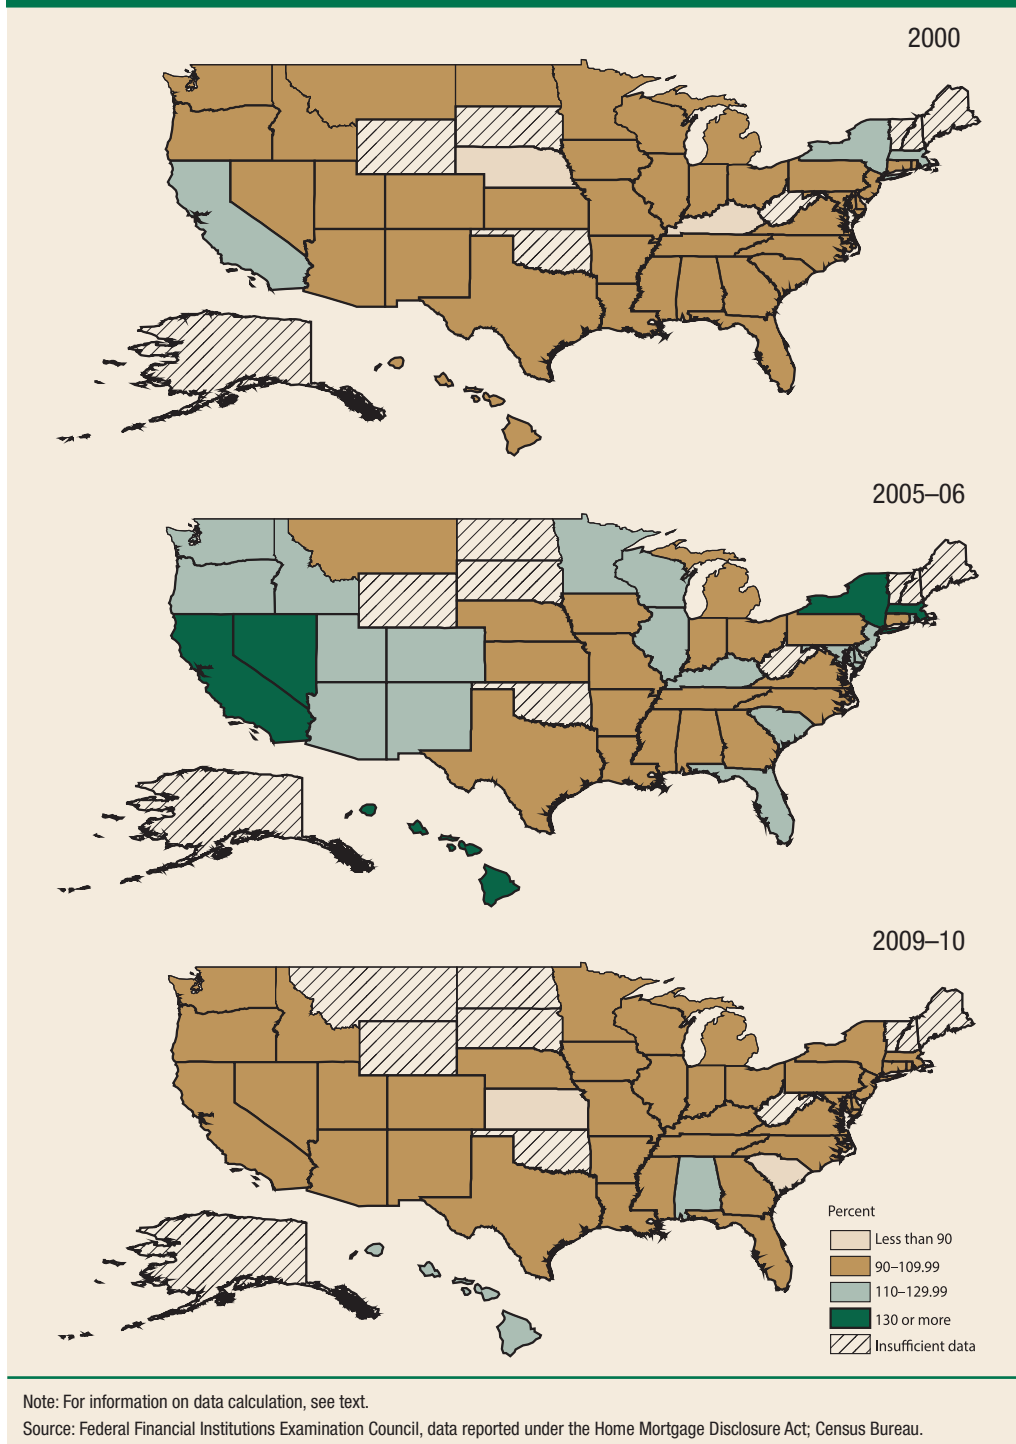 2000
2005–06
2009–10
Percent
Less than 90
90–109.99
110–129.99
130 or more
Insufficient data
Note: For information on data calculation, see text.
Source: Federal Financial Institutions Examination Council, data reported under the Home Mortgage Disclosure Act; Census Bureau.